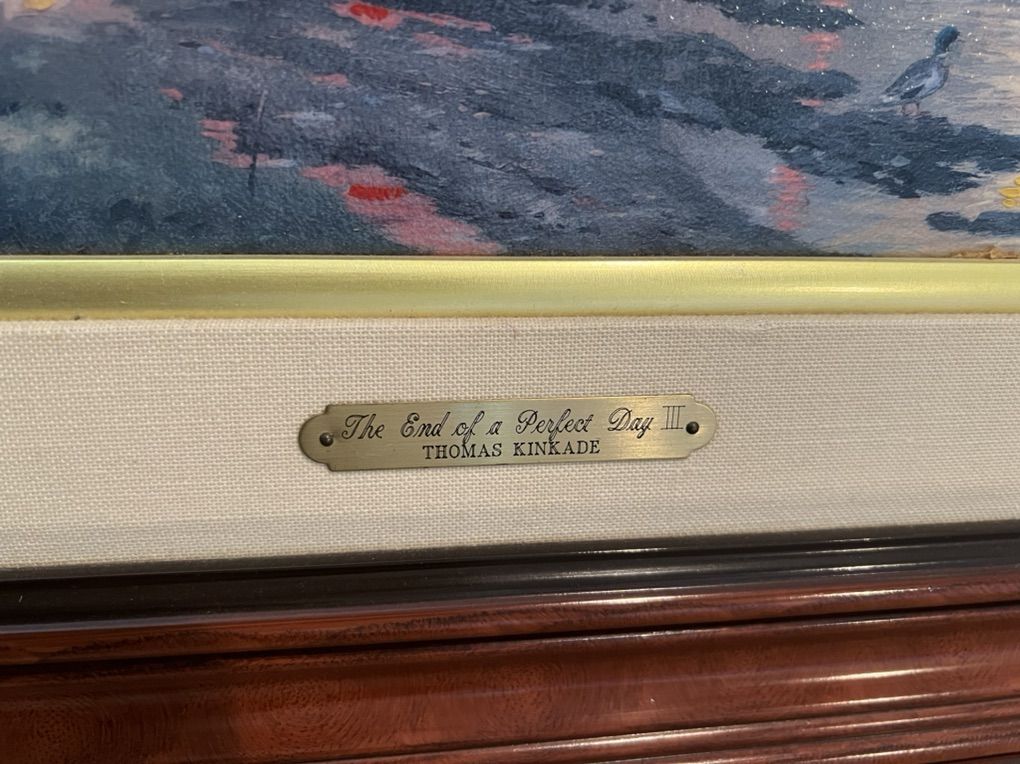 The End of a Perfect Day III
THOMAS KINKADE